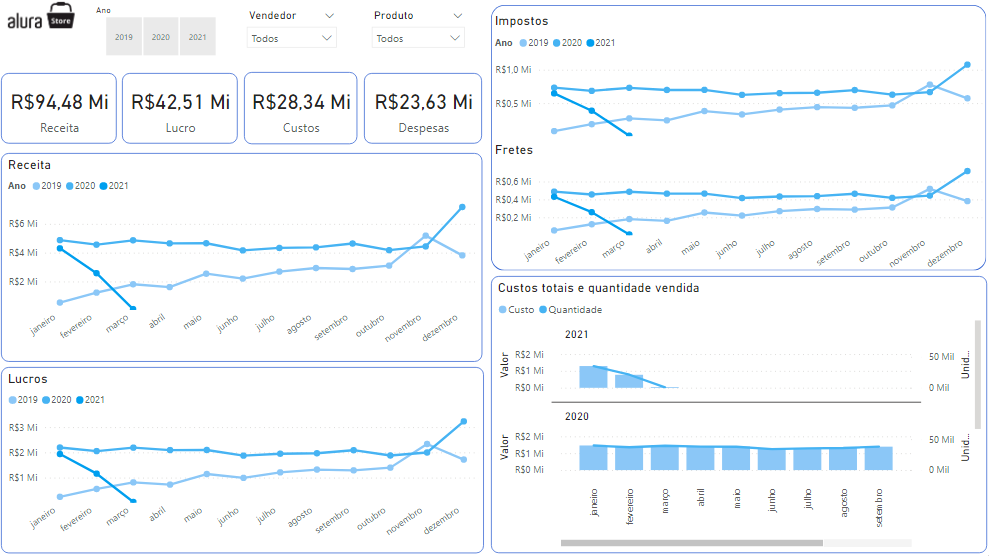 alura Store
Ano
2019 2020 2021
Vendedor
Todos
Produto
Todos
R$94,48 Mi
Receita
R$42,51 Mi
Lucro
R$28,34 Mi
Custos
R$23,63 Mi
Despesas
Receita
Ano 2019 2020 2021
R$6 Mi
R$4 Mi
R$2 Mi
janeiro fevereiro março abril maio junho julho agosto setembro outubro novembro dezembro
Lucros
2019 2020 2021
R$3 Mi
R$2 Mi
R$1 Mi
janeiro fevereiro março abril maio junho julho agosto setembro outubro novembro dezembro
Impostos
Ano 2019 2020 2021
R$1,0 Mi
R$0,5 Mi
Fretes
R$0,6 Mi
R$0,4 Mi
R$0,2 Mi
janeiro fevereiro março abril maio junho julho agosto setembro outubro novembro dezembro
Custos totais e quantidade vendida
Custo Quantidade
2021
Valor
R$2 Mi
R$1 Mi
R$0 Mi
50 Mil
0 Mil
Unid...
2020
Valor
R$2 Mi
R$1 Mi
R$0 Mi
50 Mil
0 Mil
Unid...
janeiro fevereiro março abril maio junho julho agosto setembro